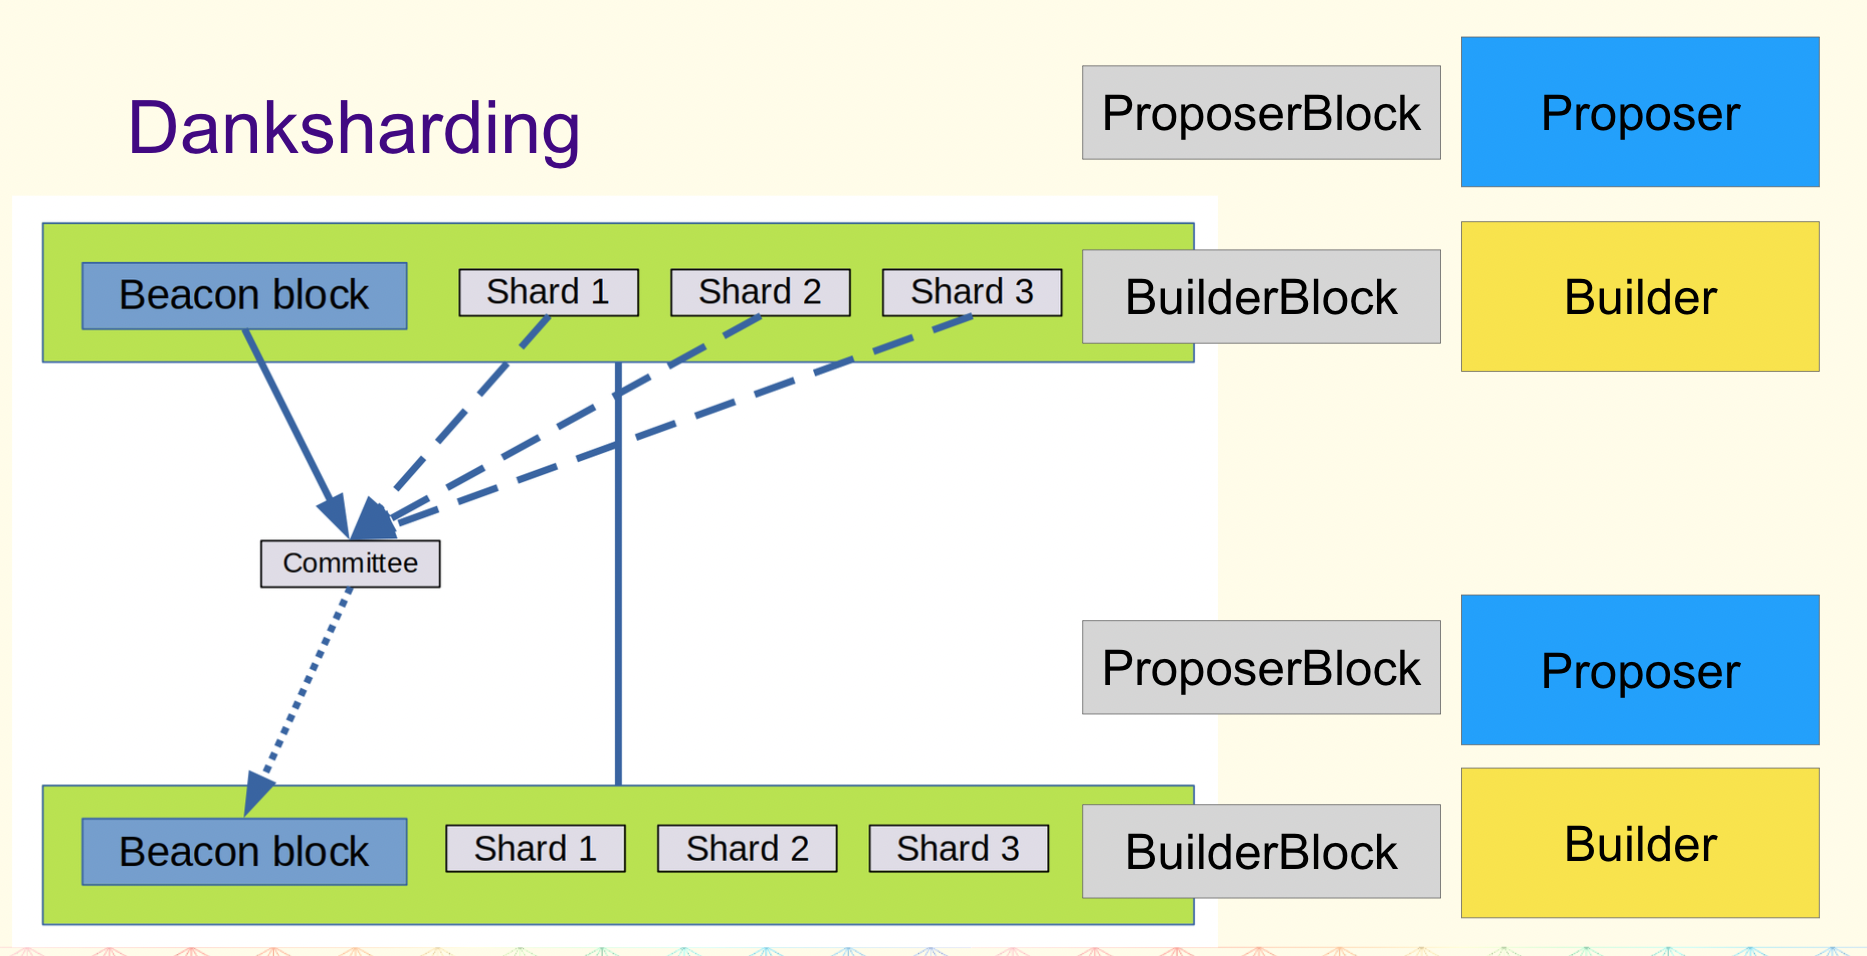 Danksharding
ProposerBlock
Proposer
Beacon block
Shard 1
Shard 2
Shard 3
BuilderBlock
Builder
Committee
ProposerBlock
Proposer
Beacon block
Shard 1
Shard 2
Shard 3
BuilderBlock
Builder